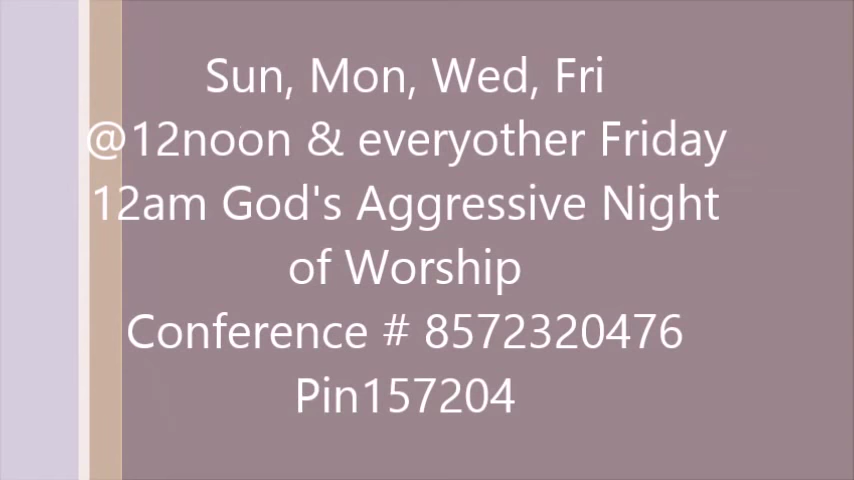 Sun, Mon, Wed, Fri
@12noon & everyother Friday
12am God's Aggressive Night
of Worship
Conference # 8572320476
Pin157204